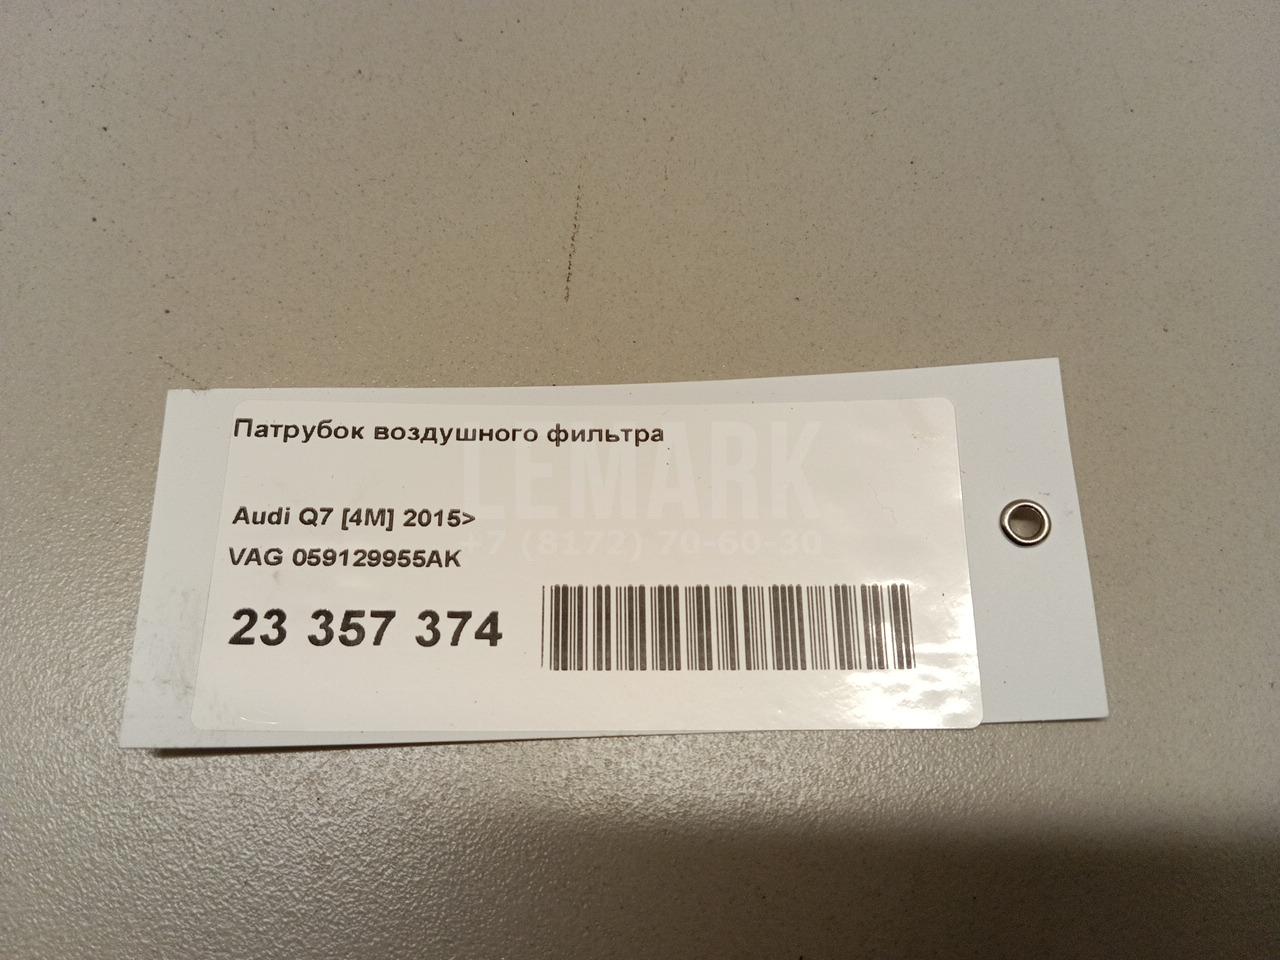 Патрубок воздушного фильтра
LEMARK
Audi Q7 [4M] 2015>
+7 (8172) 70-60-30
VAG 059129955AK
23 357 374